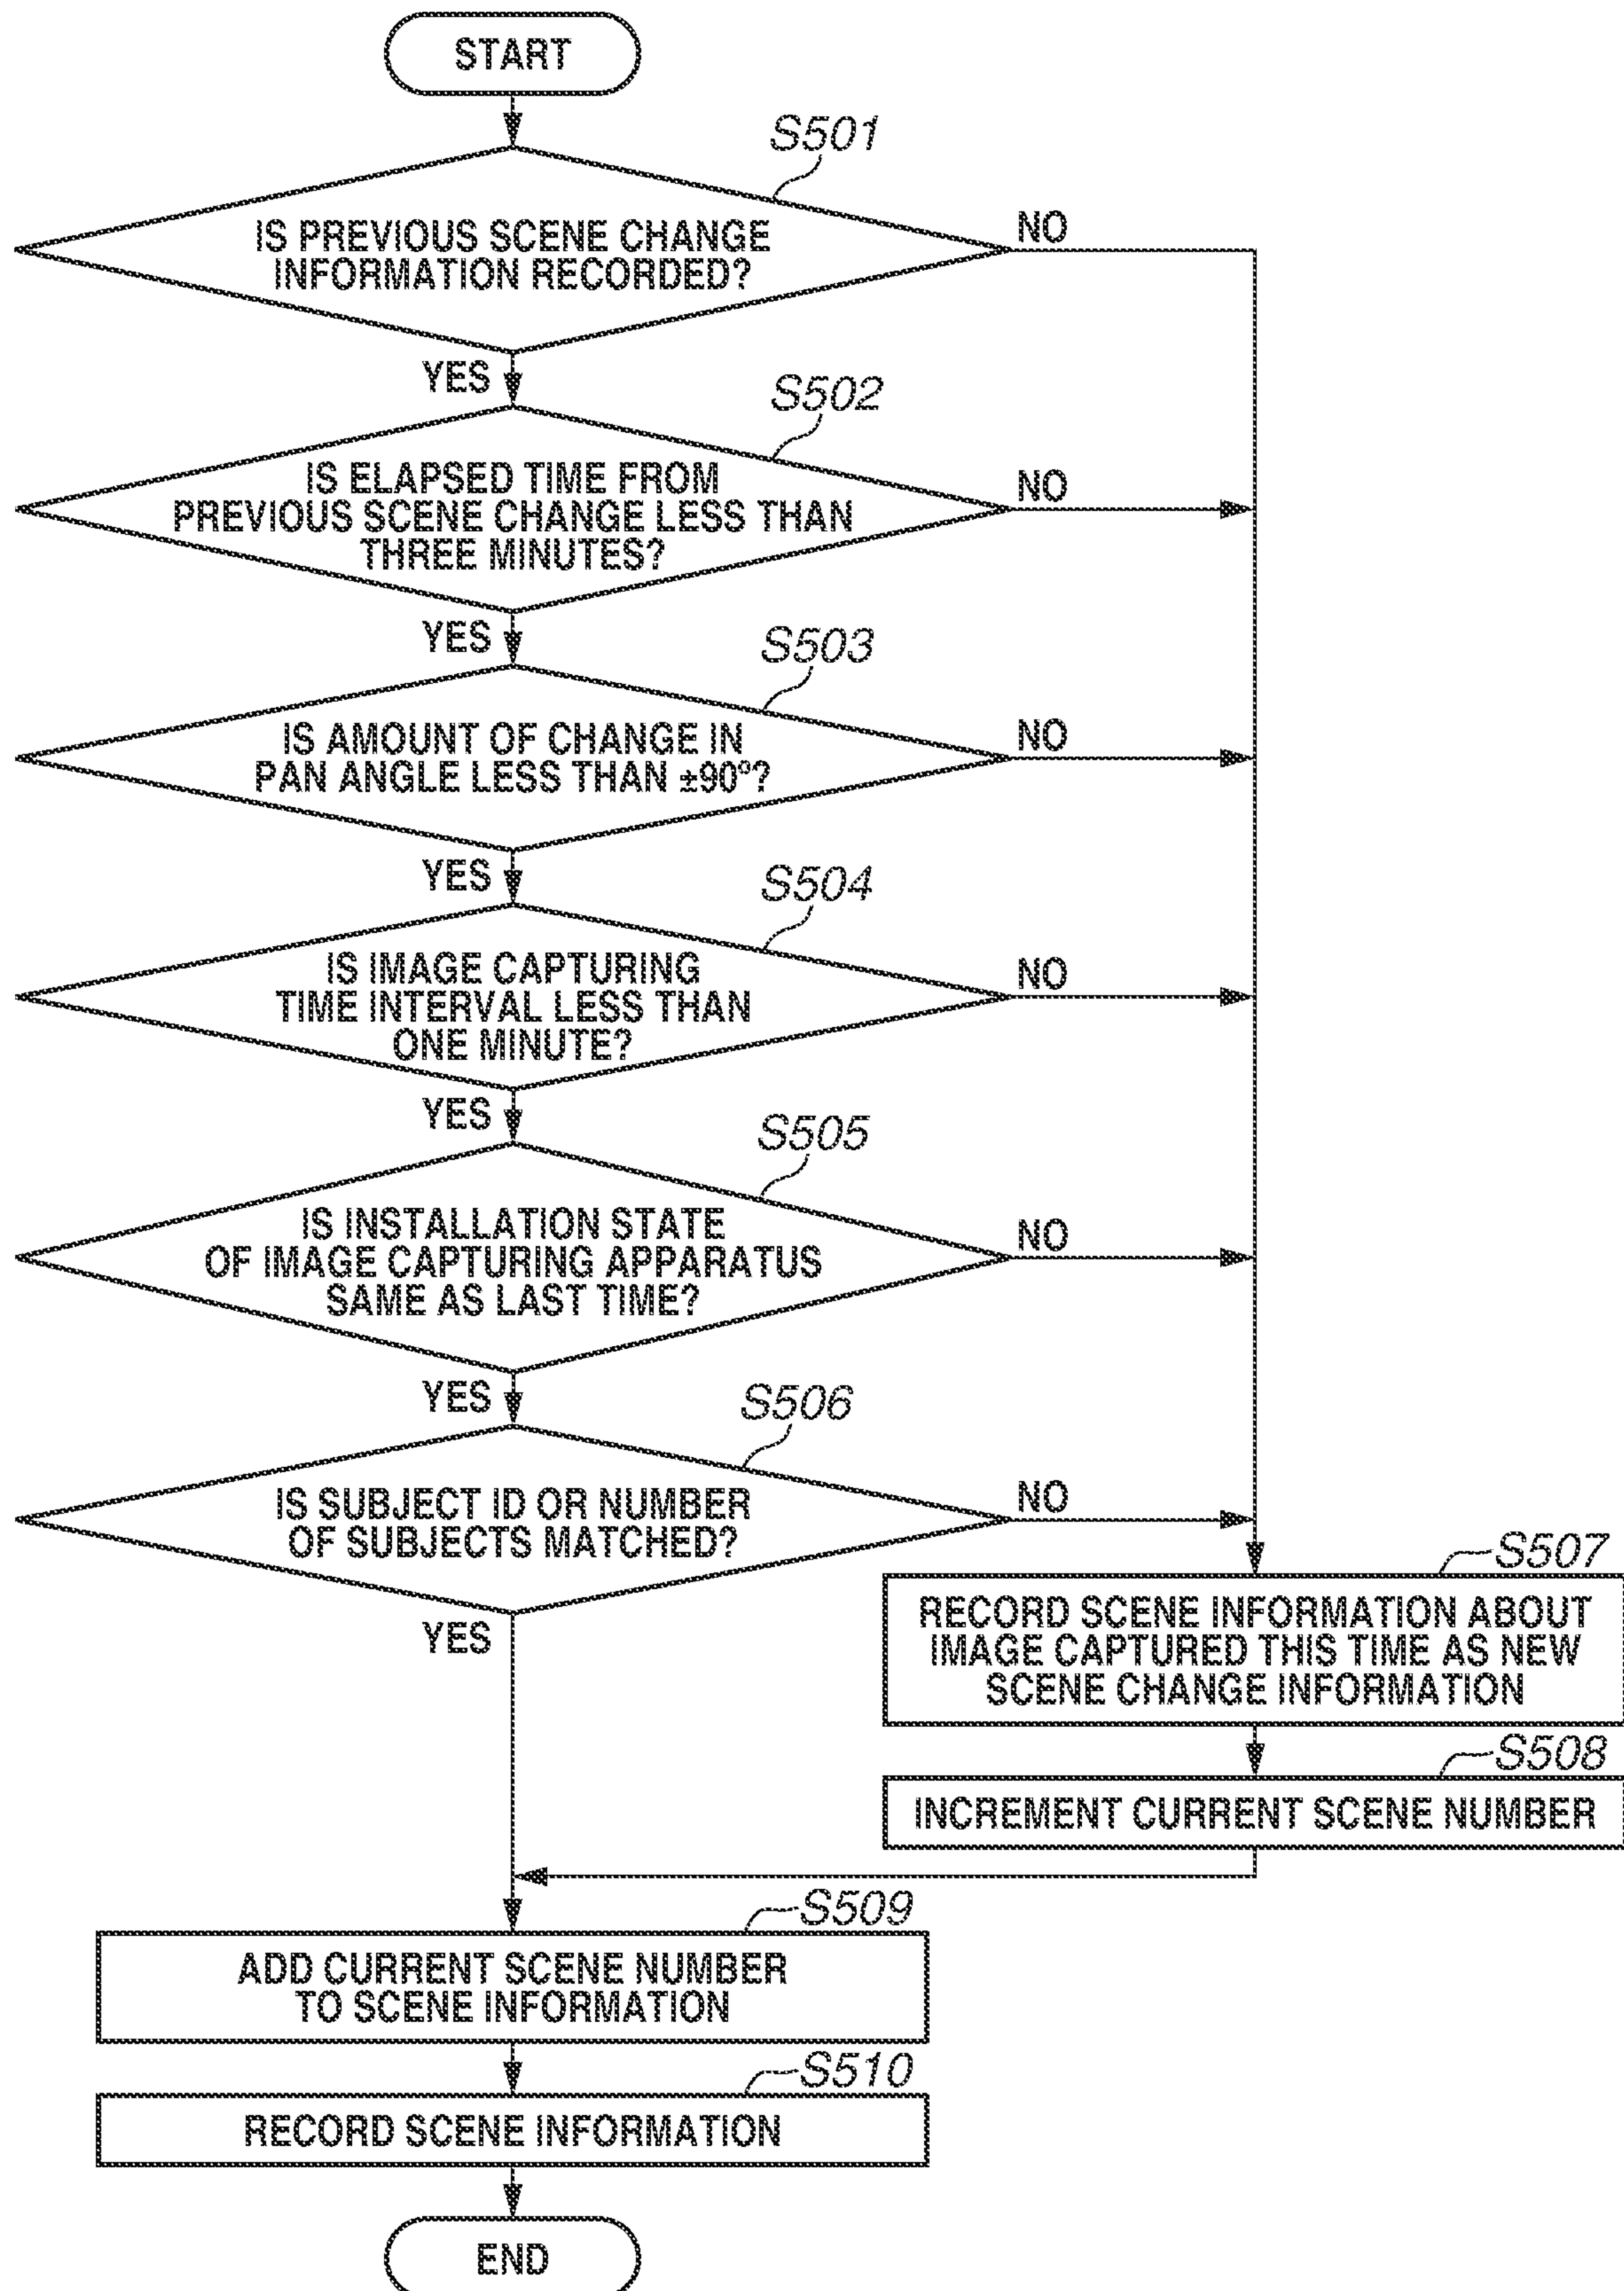 START
S501
IS PREVIOUS SCENE CHANGE
INFORMATION RECORDED?
NO
YES
S502
IS ELAPSED TIME FROM
PREVIOUS SCENE CHANGE LESS THAN
THREE MINUTES?
NO
YES
S503
IS AMOUNT OF CHANGE IN
PAN ANGLE LESS THAN ±90°?
NO
YES
S504
IS IMAGE CAPTURING
TIME INTERVAL LESS THAN
ONE MINUTE?
NO
YES
S505
IS INSTALLATION STATE
OF IMAGE CAPTURING APPARATUS
SAME AS LAST TIME?
NO
YES
S506
IS SUBJECT ID OR NUMBER
OF SUBJECTS MATCHED?
NO
YES
S507
RECORD SCENE INFORMATION ABOUT
IMAGE CAPTURED THIS TIME AS NEW
SCENE CHANGE INFORMATION
S508
INCREMENT CURRENT SCENE NUMBER
S509
ADD CURRENT SCENE NUMBER
TO SCENE INFORMATION
S510
RECORD SCENE INFORMATION
END